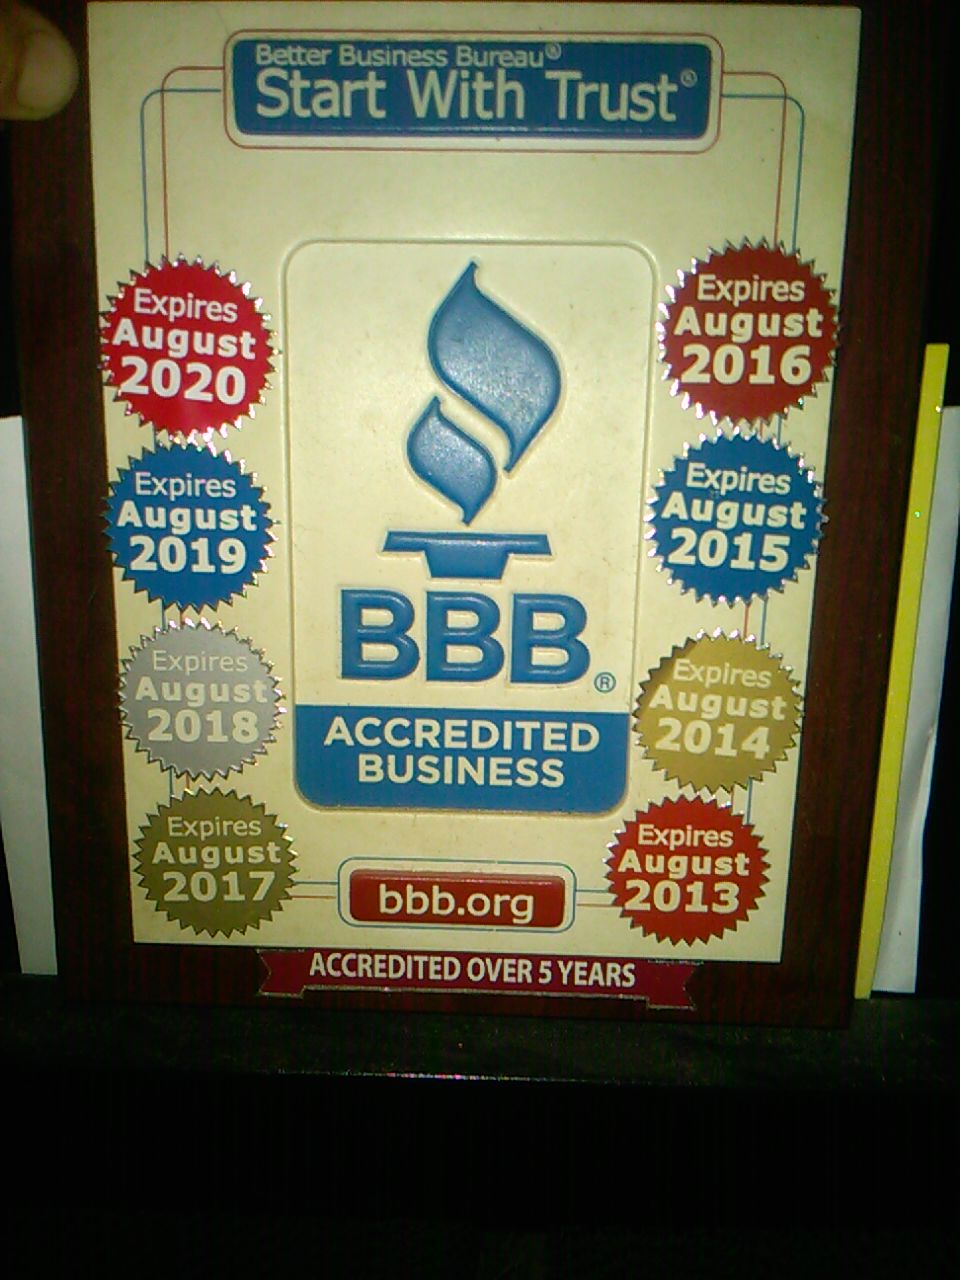 Better Business Bureau®
Start With Trust®
Expires
August
2020
Expires
August
2019
Expires
August
2018
Expires
August
2017
Expires
August
2016
Expires
August
2015
Expires
August
2014
Expires
August
2013
BBB®
ACCREDITED
BUSINESS
bbb.org
ACCREDITED OVER 5 YEARS